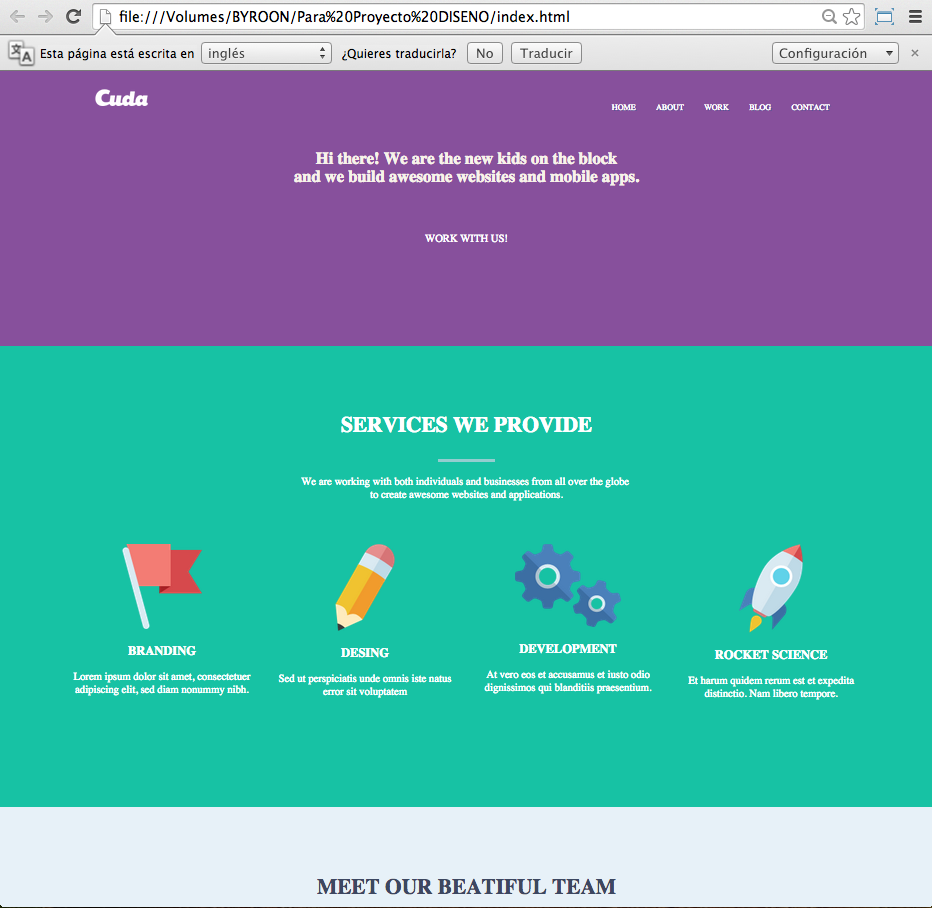 file:///Volumes/BYROON/Para%20Proyecto%20DISENO/index.html
Esta página está escrita en inglés ¿Quieres traducirla? No Traducir Configuración
Cuda
HOME ABOUT WORK BLOG CONTACT
Hi there! We are the new kids on the block
and we build awesome websites and mobile apps.
WORK WITH US!
SERVICES WE PROVIDE
We are working with both individuals and businesses from all over the globe
to create awesome websites and applications.
BRANDING
Lorem ipsum dolor sit amet, consectetuer
adipiscing elit, sed diam nonummy nibh.
DESING
Sed ut perspiciatis unde omnis iste natus
error sit voluptatem
DEVELOPMENT
At vero eos et accusamus et iusto odio
dignissimos qui blanditiis praesentium.
ROCKET SCIENCE
Et harum quidem rerum est et expedita
distinctio. Nam libero tempore.
MEET OUR BEATIFUL TEAM